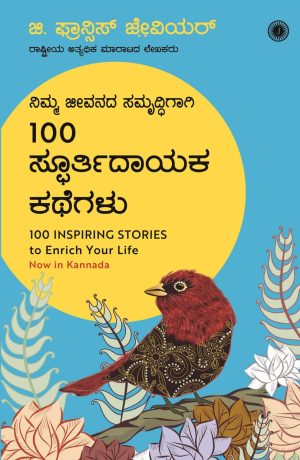 ಜಿ. ಫ್ರಾನ್ಸಿಸ್ ಜೇವಿಯರ್
ರಾಷ್ಟ್ರೀಯ ಅತ್ಯಧಿಕ ಮಾರಾಟದ ಲೇಖಕರು
ನಿಮ್ಮ ಜೀವನದ ಸಮೃದ್ಧಿಗಾಗಿ
100
ಸ್ಫೂರ್ತಿದಾಯಕ
ಕಥೆಗಳು
100 INSPIRING STORIES
to Enrich Your Life
Now in Kannada